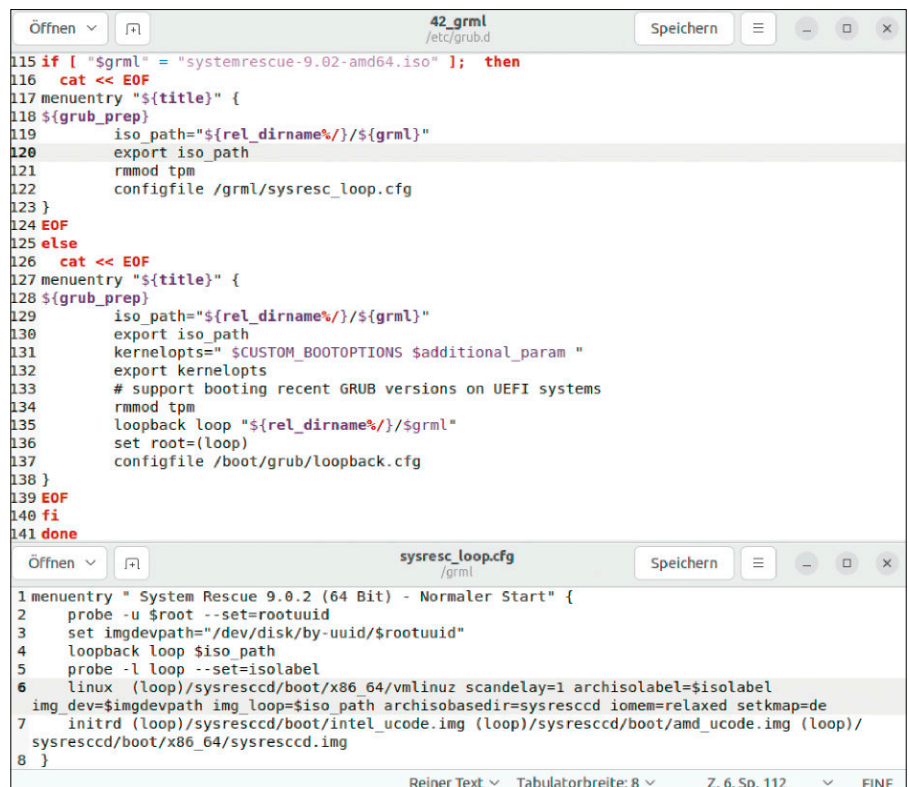 Öffnen
42_grml
/etc/grub.d
Speichern
115 if [ "$grml" = "systemrescue-9.02-amd64.iso" ];  then
116   cat << EOF
117 menuentry "${title}" {
118 ${grub_prep}
119         iso_path="${rel_dirname%/}/${grml}"
120         export iso_path
121         rmmod tpm
122         configfile /grml/sysresc_loop.cfg
123 }
124 EOF
125 else
126   cat << EOF
127 menuentry "${title}" {
128 ${grub_prep}
129         iso_path="${rel_dirname%/}/${grml}"
130         export iso_path
131         kernelopts=" $CUSTOM_BOOTOPTIONS $additional_param "
132         export kernelopts
133         # support booting recent GRUB versions on UEFI systems
134         rmmod tpm
135         loopback loop "${rel_dirname%/}/$grml"
136         set root=(loop)
137         configfile /boot/grub/loopback.cfg
138 }
139 EOF
140 fi
141 done
Öffnen
sysresc_loop.cfg
/grml
Speichern
1 menuentry " System Rescue 9.0.2 (64 Bit) - Normaler Start" {
2     probe -u $root --set=rootuuid
3     set imgdevpath="/dev/disk/by-uuid/$rootuuid"
4     loopback loop $iso_path
5     probe -l loop --set=isolabel
6     linux  (loop)/sysresccd/boot/x86_64/vmlinuz scandelay=1 archisolabel=$isolabel
img_dev=$imgdevpath img_loop=$iso_path archisobasedir=sysresccd iomem=relaxed setkmap=de
7     initrd (loop)/sysresccd/boot/intel_ucode.img (loop)/sysresccd/boot/amd_ucode.img (loop)/
sysresccd/boot/x86_64/sysresccd.img
8  }
Reiner Text Tabulatorbreite: 8 Z. 6, Sp. 112 EINF